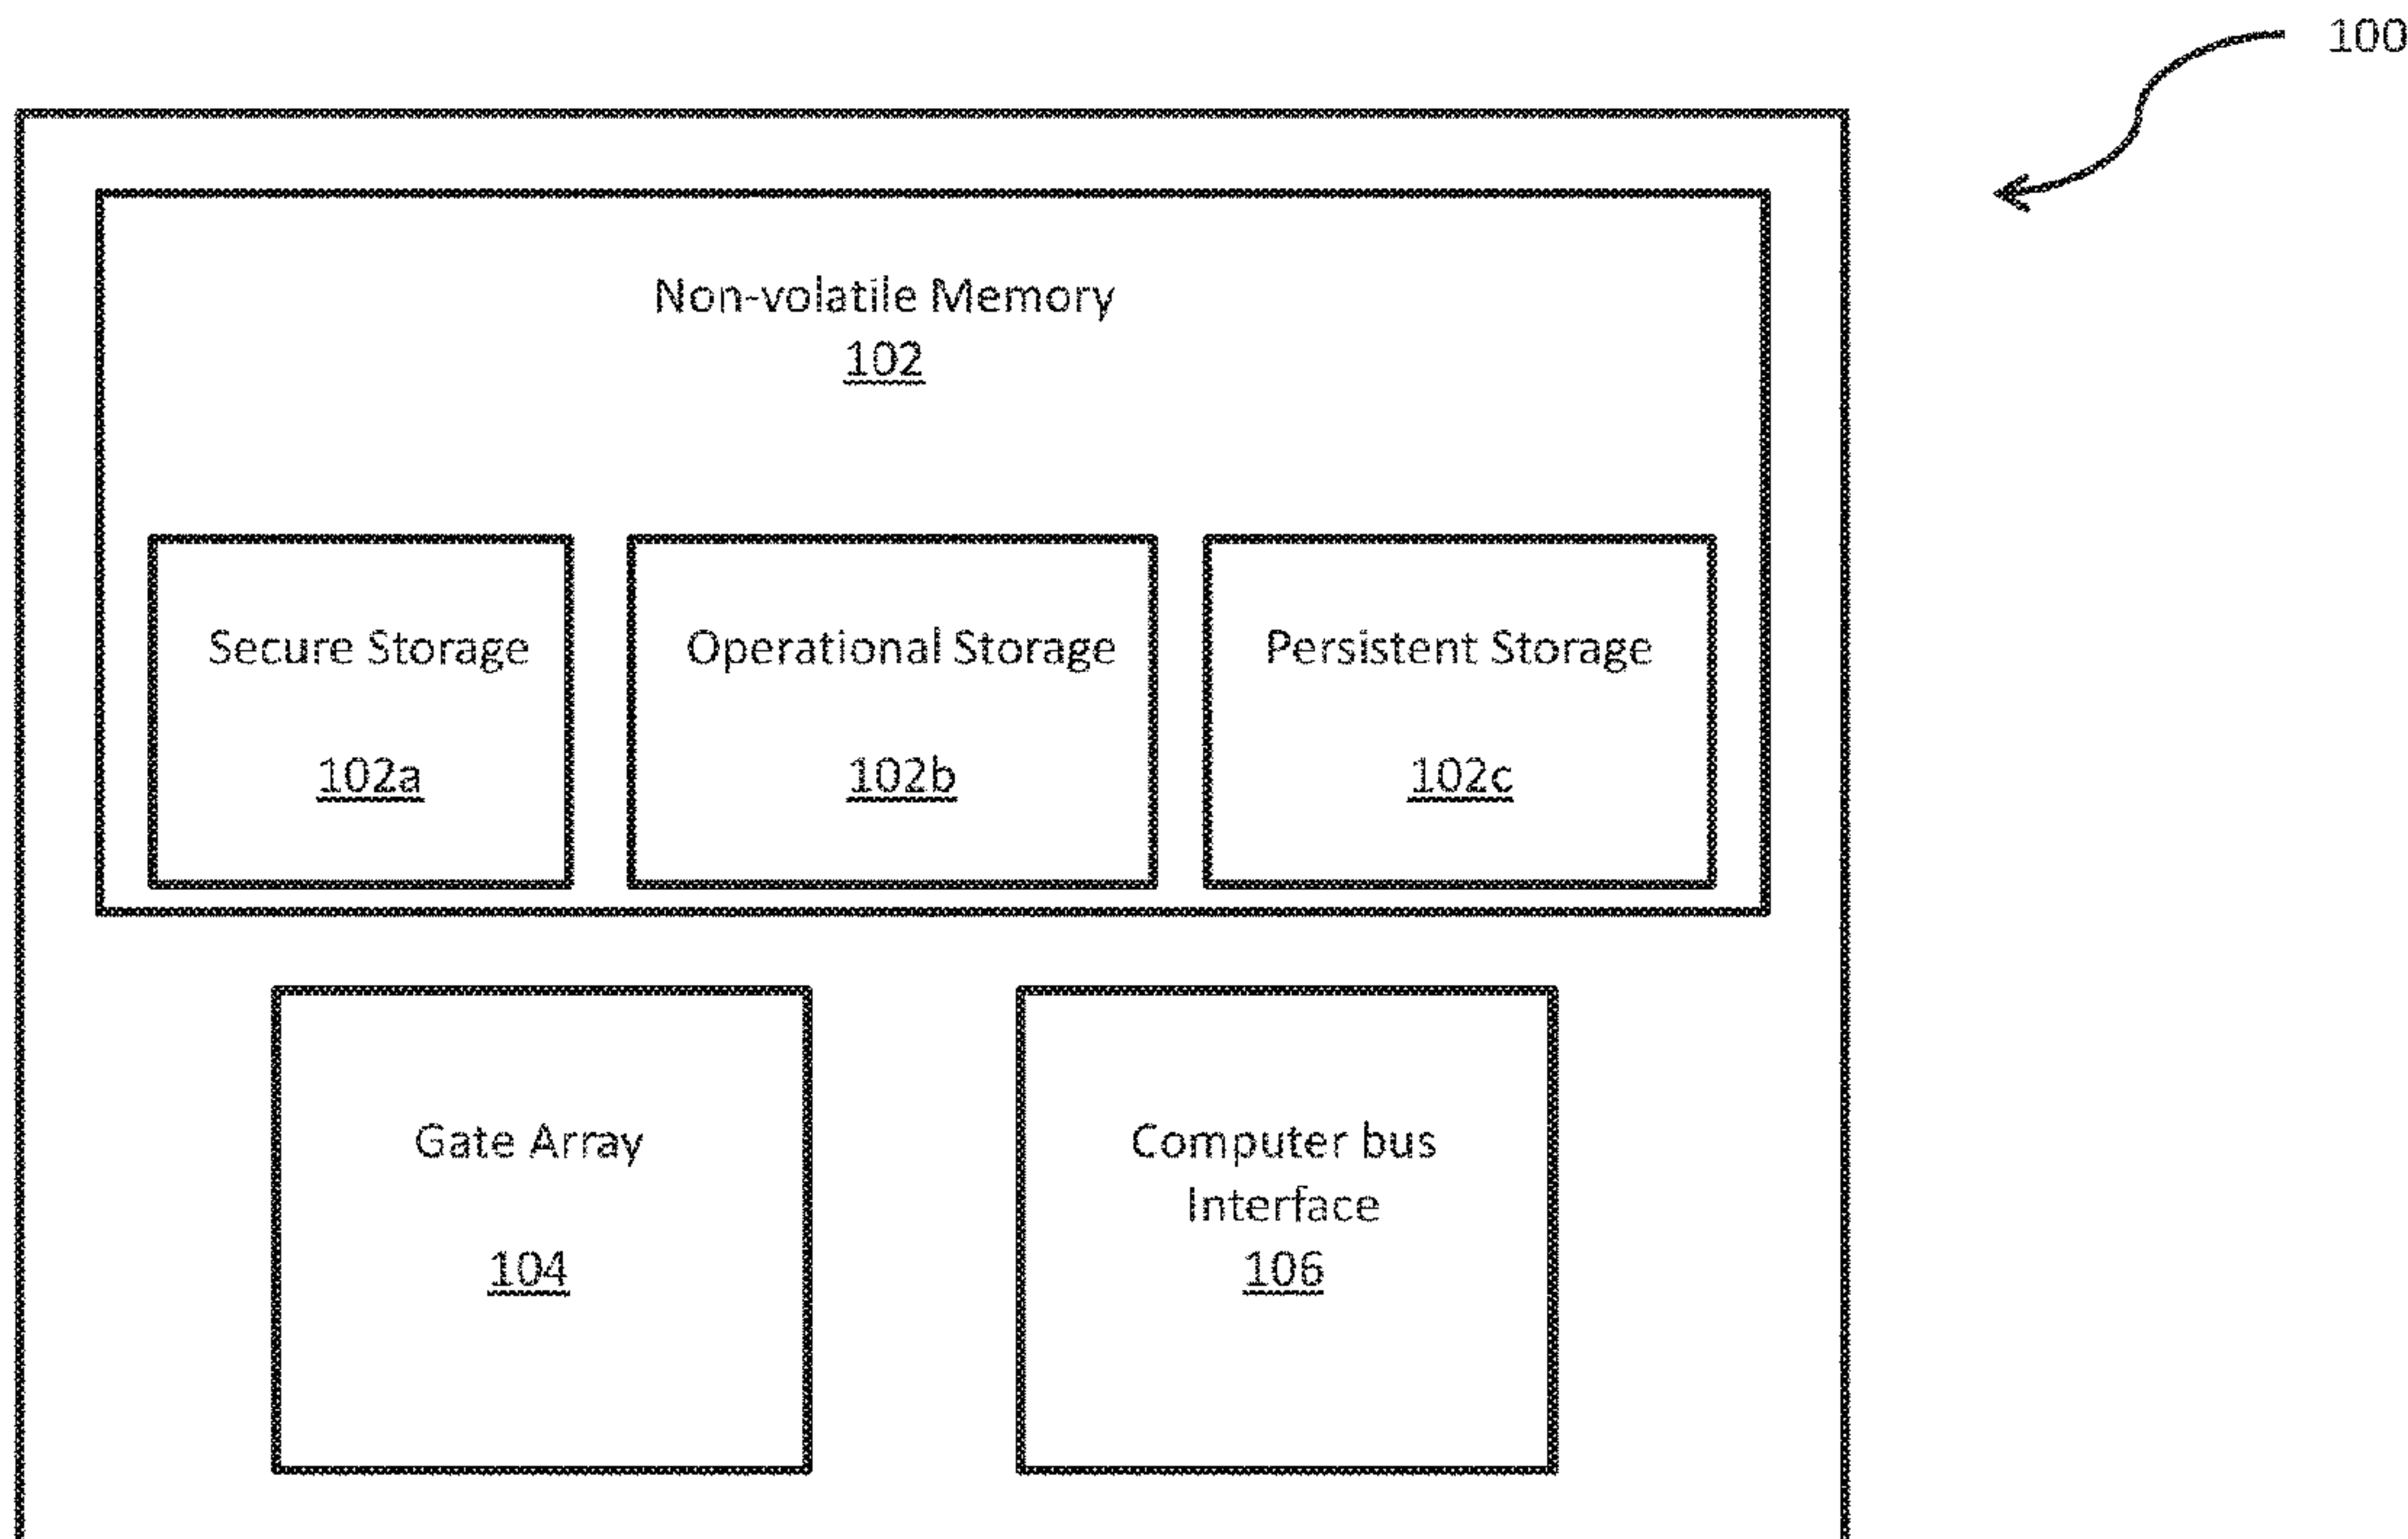 100
Non-volatile Memory
102
Secure Storage
102a
Operational Storage
102b
Persistent Storage
102c
Gate Array
104
Computer bus
Interface
106